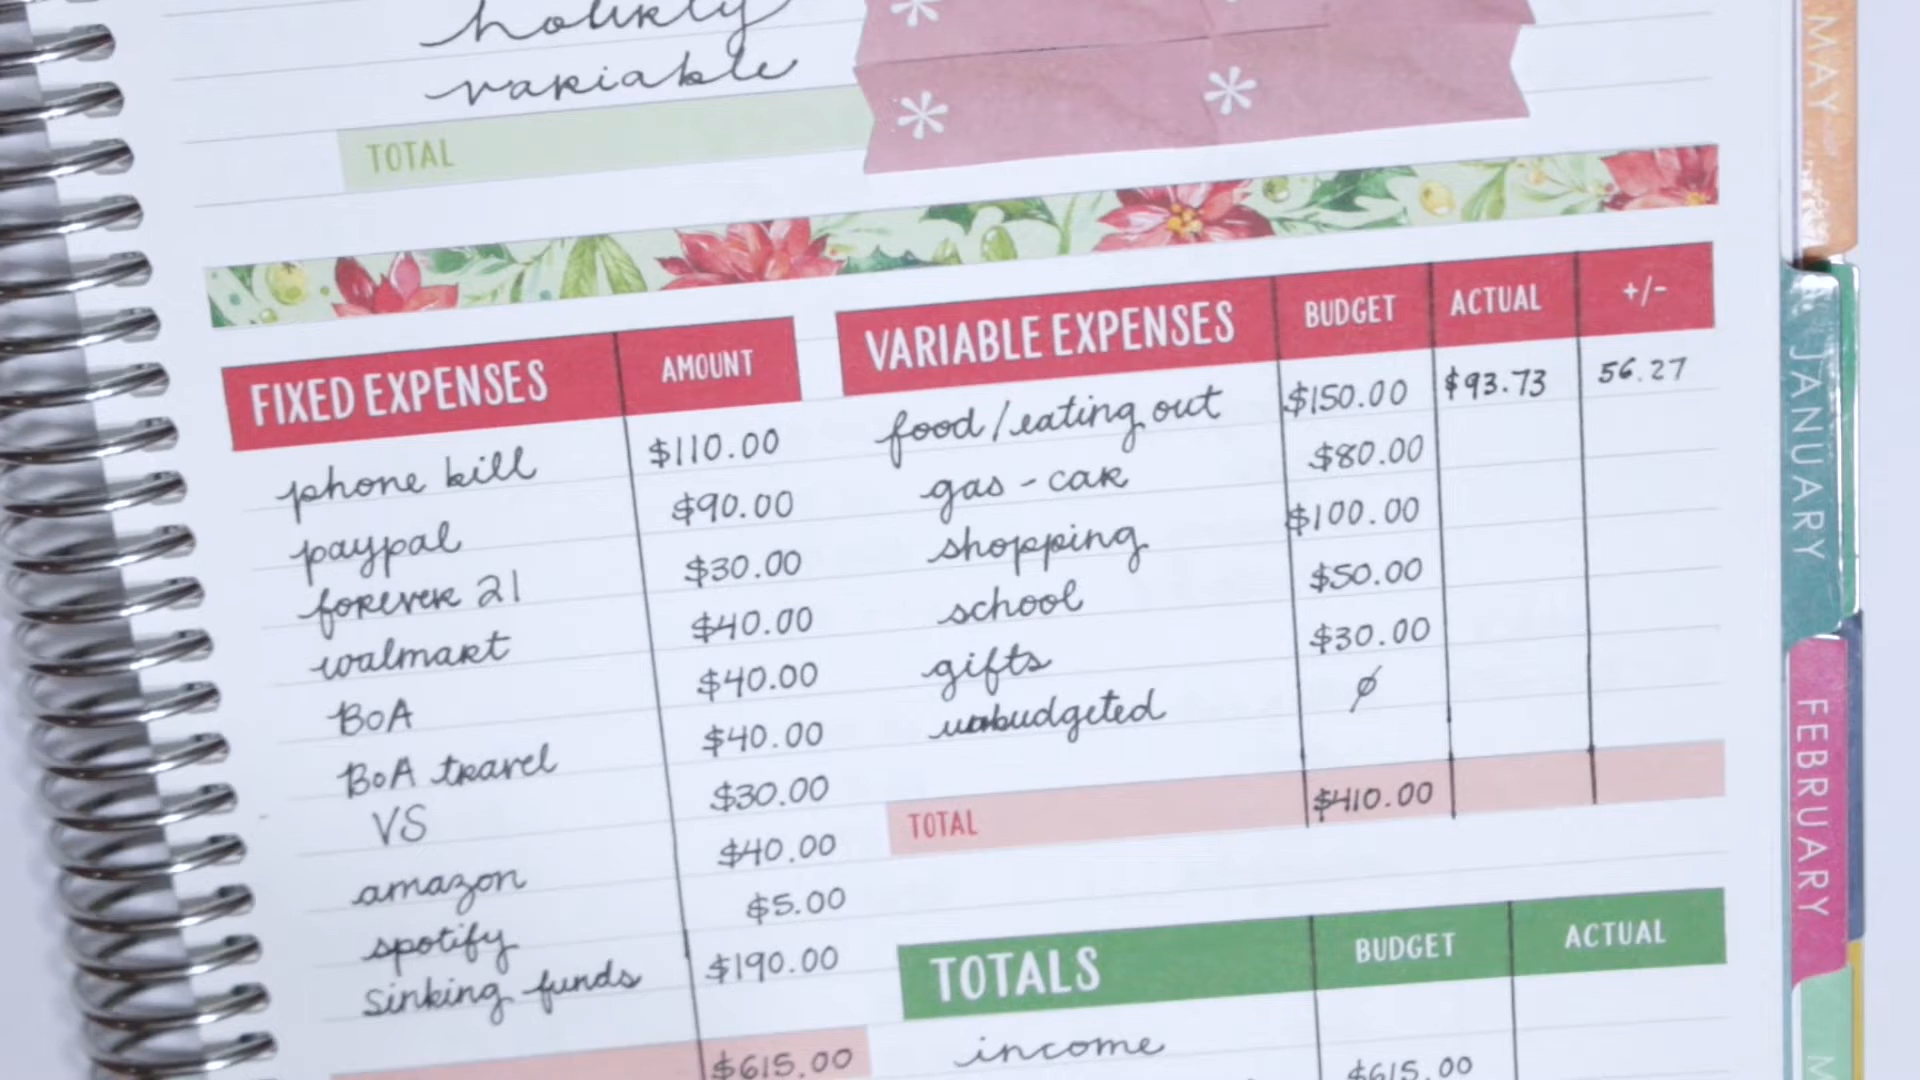 hourly
variable
TOTAL
FIXED EXPENSES AMOUNT
phone bill $110.00
paypal $90.00
forever 21 $30.00
walmart $40.00
BoA $40.00
BoA travel $40.00
VS $30.00
amazon $40.00
spotify $5.00
sinking funds $190.00
$615.00
VARIABLE EXPENSES BUDGET ACTUAL +/-
food/eating out $150.00 $93.73 56.27
gas - car $80.00
shopping $100.00
school $50.00
gifts $30.00
unbudgeted ø
TOTAL $410.00
TOTALS BUDGET ACTUAL
income
$615.00
MAY
JANUARY
FEBRUARY
M